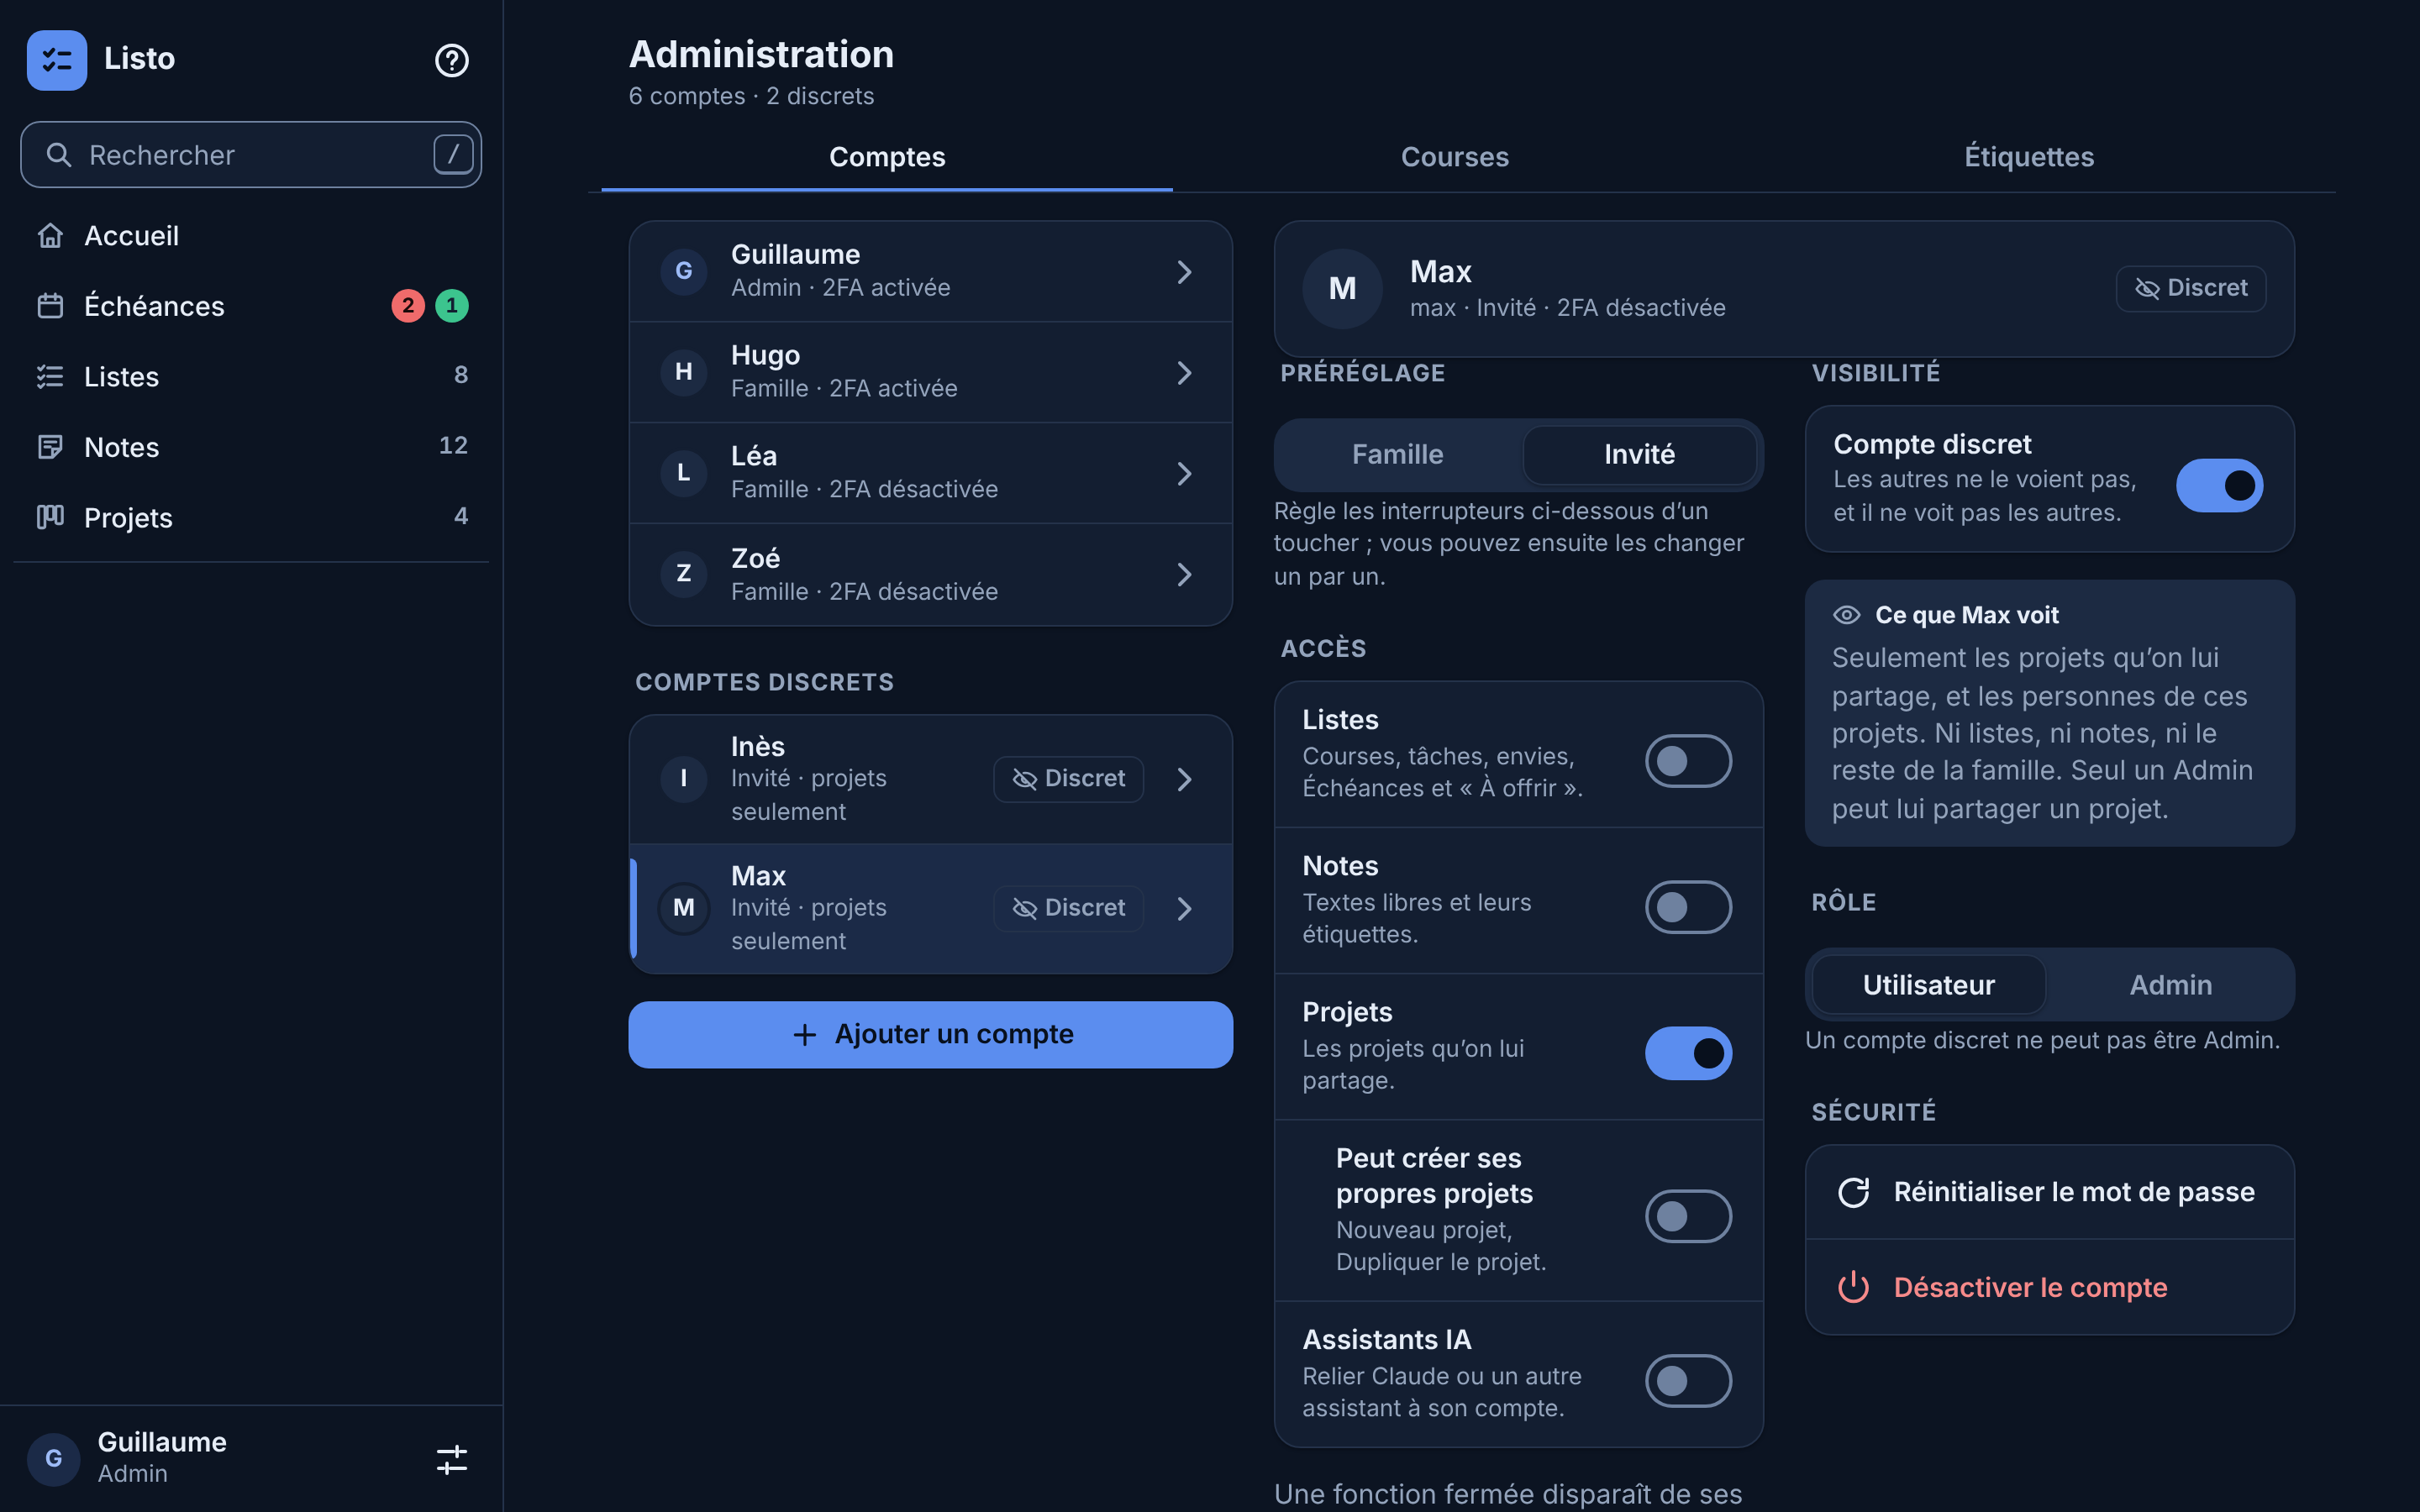 Listo
Rechercher
/
Accueil
Échéances
2
1
Listes
8
Notes
12
Projets
4
Guillaume
Admin
G
Administration
6 comptes · 2 discrets
Comptes
Courses
Étiquettes
G
Guillaume
Admin · 2FA activée
H
Hugo
Famille · 2FA activée
L
Léa
Famille · 2FA désactivée
Z
Zoé
Famille · 2FA désactivée
COMPTES DISCRETS
I
Inès
Invité · projets
seulement
Discret
M
Max
Invité · projets
seulement
Discret
Ajouter un compte
M
Max
max · Invité · 2FA désactivée
Discret
PRÉRÉGLAGE
Famille
Invité
Règle les interrupteurs ci-dessous d’un
toucher ; vous pouvez ensuite les changer
un par un.
ACCÈS
Listes
Courses, tâches, envies,
Échéances et « À offrir ».
Notes
Textes libres et leurs
étiquettes.
Projets
Les projets qu’on lui
partage.
Peut créer ses
propres projets
Nouveau projet,
Dupliquer le projet.
Assistants IA
Relier Claude ou un autre
assistant à son compte.
Une fonction fermée disparaît de ses
VISIBILITÉ
Compte discret
Les autres ne le voient pas,
et il ne voit pas les autres.
Ce que Max voit
Seulement les projets qu’on lui
partage, et les personnes de ces
projets. Ni listes, ni notes, ni le
reste de la famille. Seul un Admin
peut lui partager un projet.
RÔLE
Utilisateur
Admin
Un compte discret ne peut pas être Admin.
SÉCURITÉ
Réinitialiser le mot de passe
Désactiver le compte